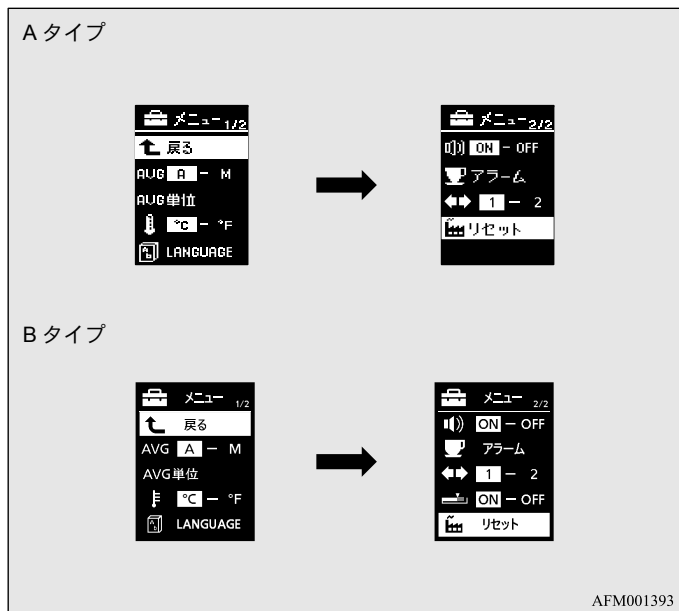 A タイプ
メニュー 1/2
戻る
AVG A － M
AVG単位
°C － °F
LANGUAGE
メニュー 2/2
ON － OFF
アラーム
1 － 2
リセット
B タイプ
メニュー 1/2
戻る
AVG A － M
AVG単位
°C － °F
LANGUAGE
メニュー 2/2
ON － OFF
アラーム
1 － 2
ON － OFF
リセット
AFM001393